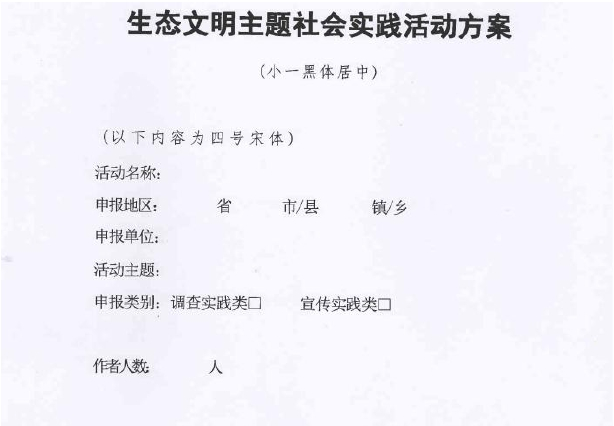 生态文明主题社会实践活动方案
(小一黑体居中)
(以下内容为四号宋体)
活动名称:
申报地区: 省 市/县 镇/乡
申报单位:
活动主题:
申报类别: 调查实践类□ 宣传实践类□
作者人数: 人